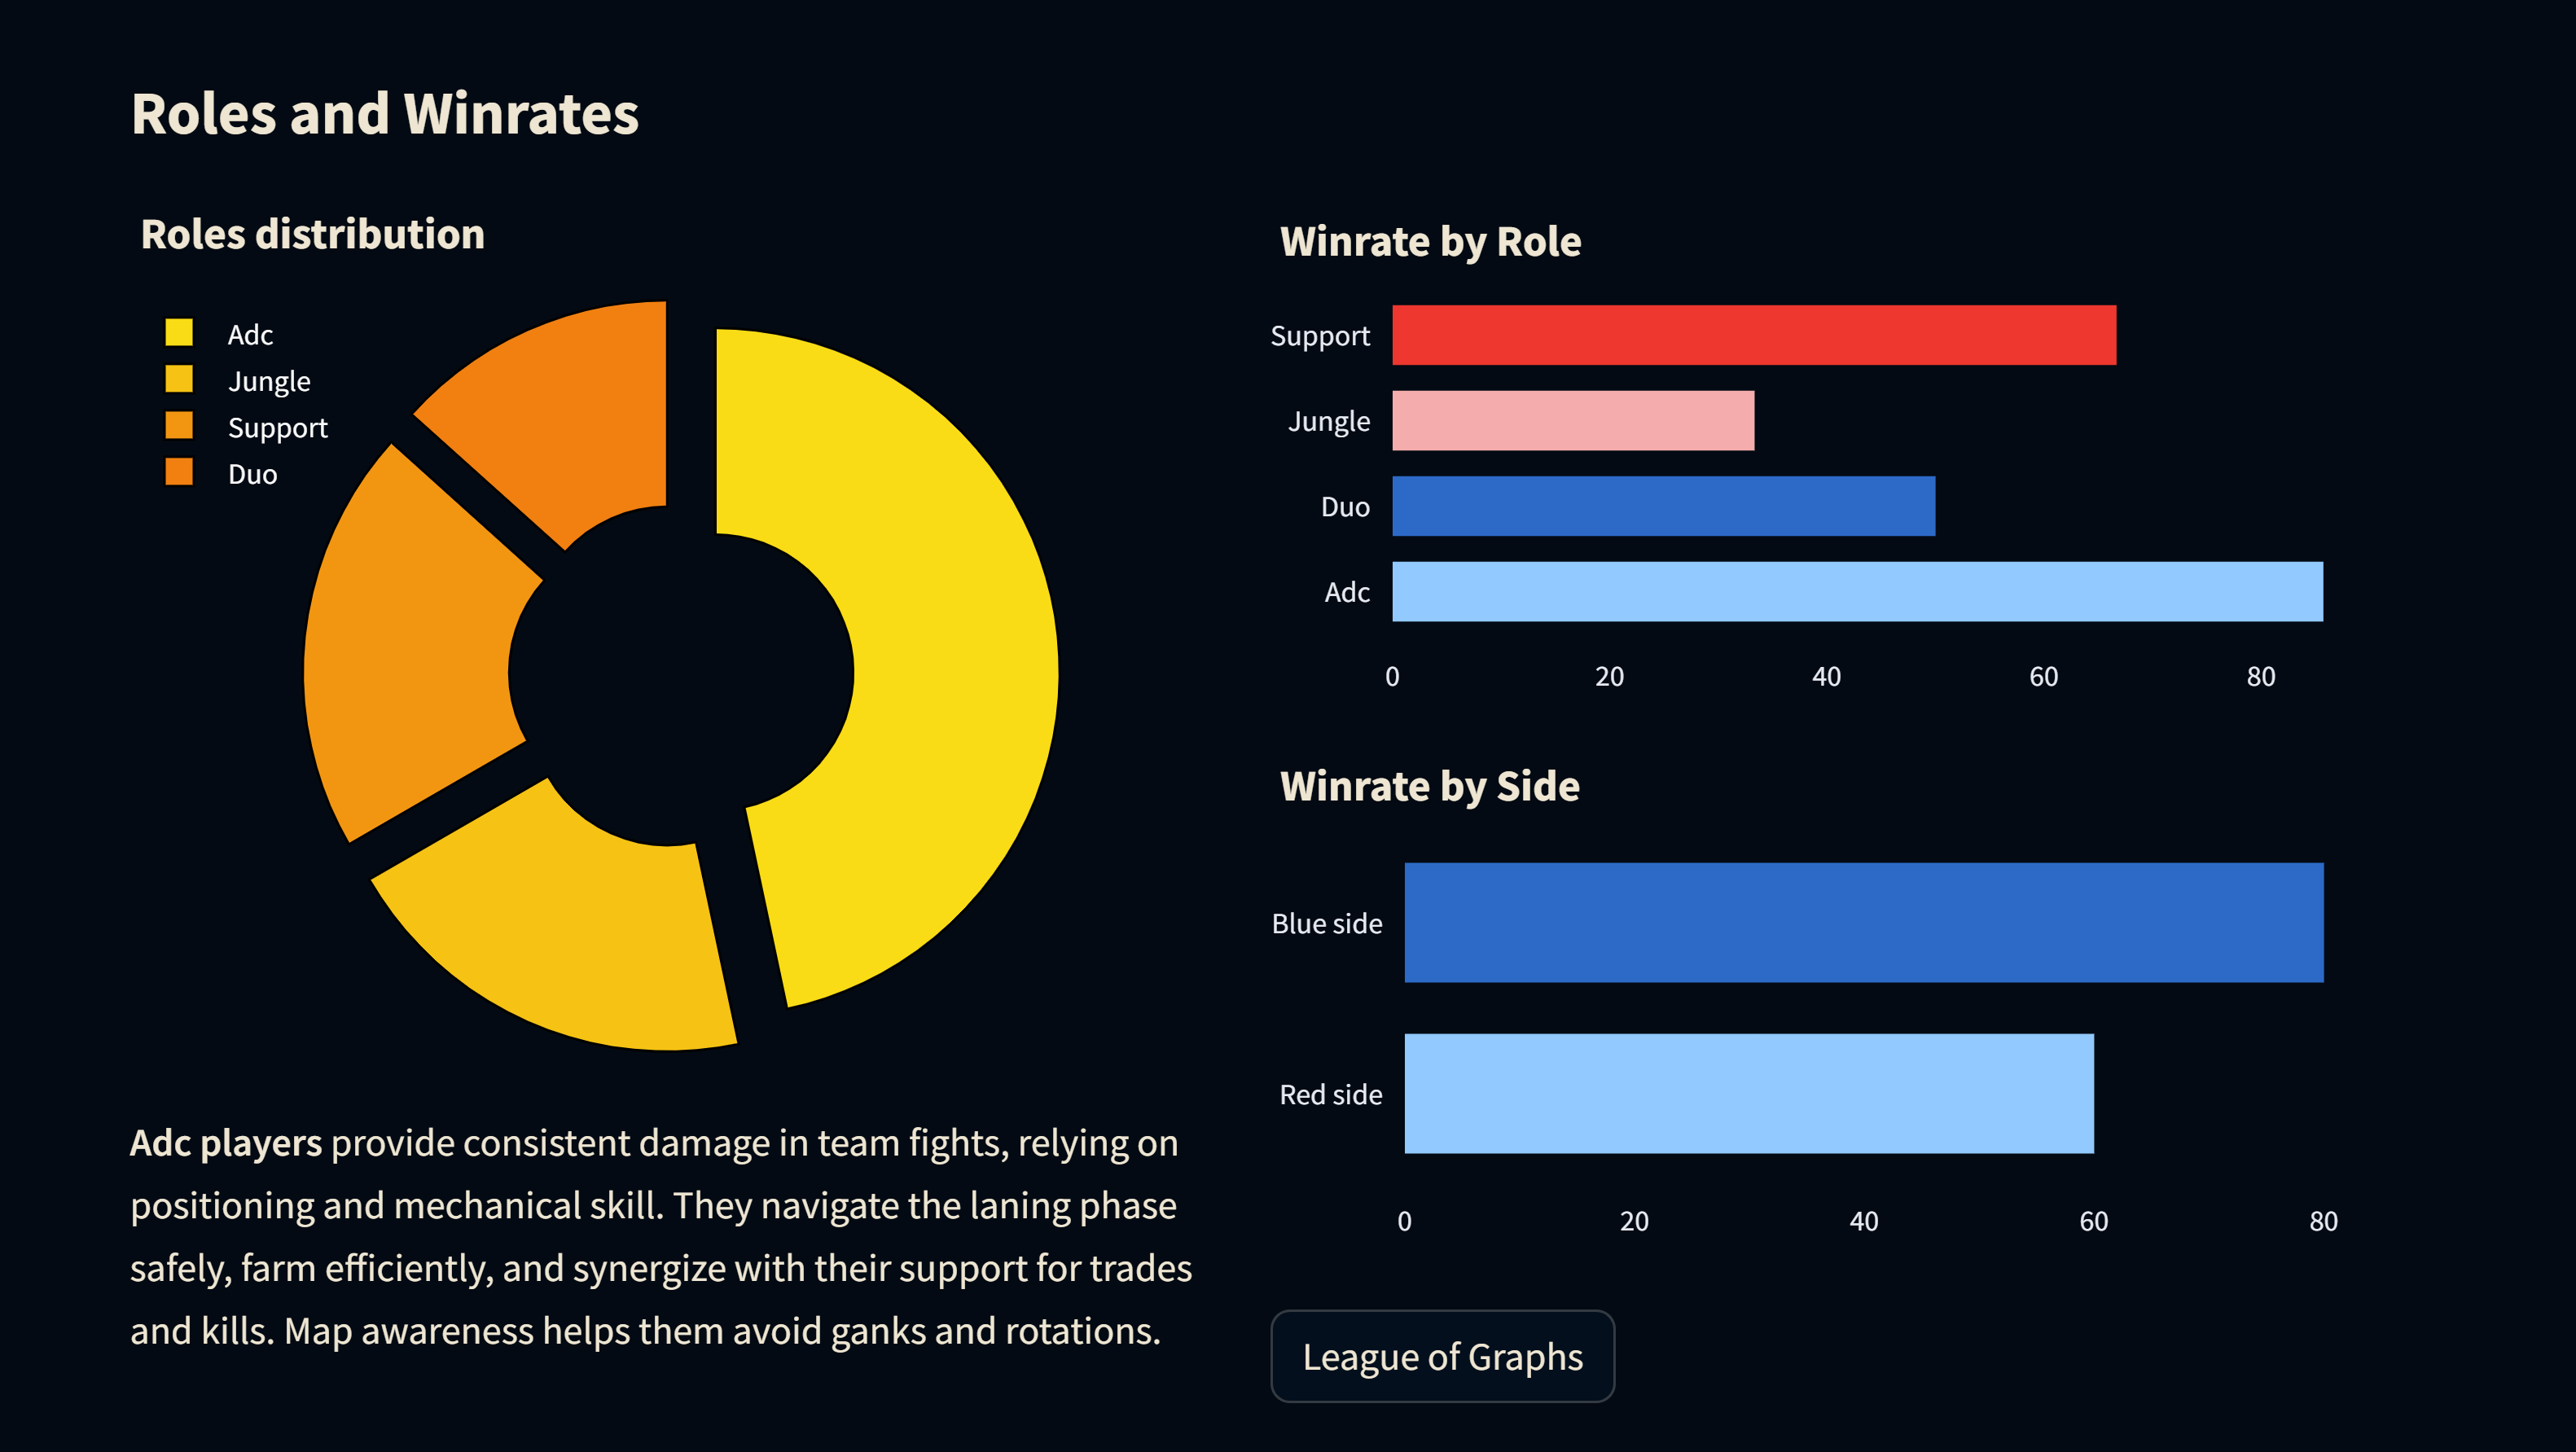 Roles and Winrates
Roles distribution
Adc
Jungle
Support
Duo
Adc players provide consistent damage in team fights, relying on
positioning and mechanical skill. They navigate the laning phase
safely, farm efficiently, and synergize with their support for trades
and kills. Map awareness helps them avoid ganks and rotations.
Winrate by Role
Support
Jungle
Duo
Adc
0 20 40 60 80
Winrate by Side
Blue side
Red side
0 20 40 60 80
League of Graphs